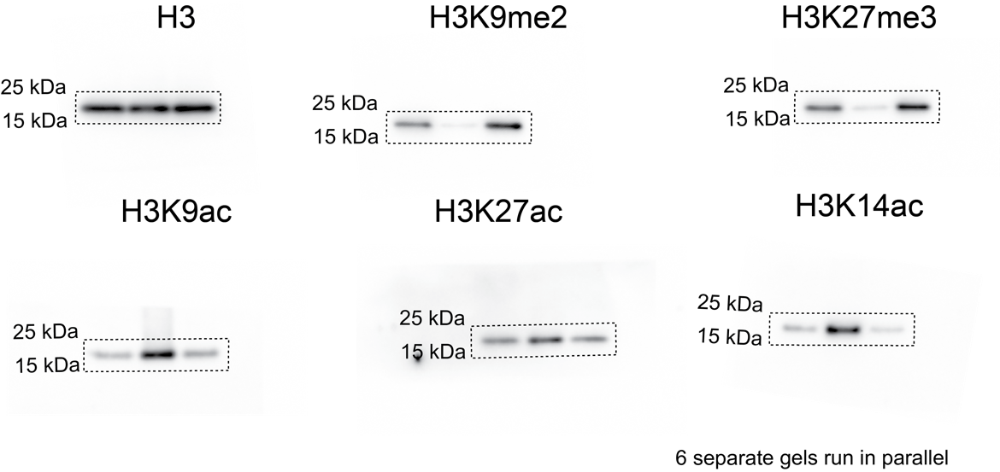 H3
H3K9me2
H3K27me3
25 kDa
15 kDa
25 kDa
15 kDa
25 kDa
15 kDa
H3K9ac
H3K27ac
H3K14ac
25 kDa
15 kDa
25 kDa
15 kDa
25 kDa
15 kDa
6 separate gels run in parallel